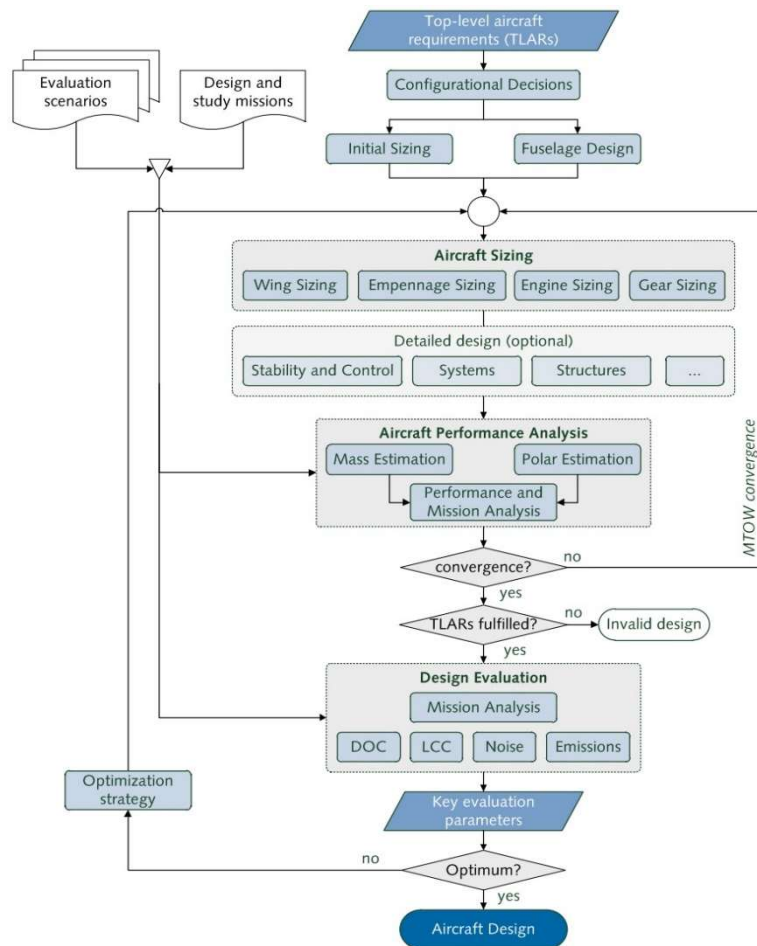 Top-level aircraft
requirements (TLARs)
Evaluation
scenarios
Design and
study missions
Configurational Decisions
Initial Sizing
Fuselage Design
Aircraft Sizing
Wing Sizing
Empennage Sizing
Engine Sizing
Gear Sizing
Detailed design (optional)
Stability and Control
Systems
Structures
...
Aircraft Performance Analysis
Mass Estimation
Polar Estimation
Performance and
Mission Analysis
MTOW convergence
convergence?
no
yes
TLARs fulfilled?
no
Invalid design
yes
Design Evaluation
Mission Analysis
DOC
LCC
Noise
Emissions
Optimization
strategy
Key evaluation
parameters
no
Optimum?
yes
Aircraft Design